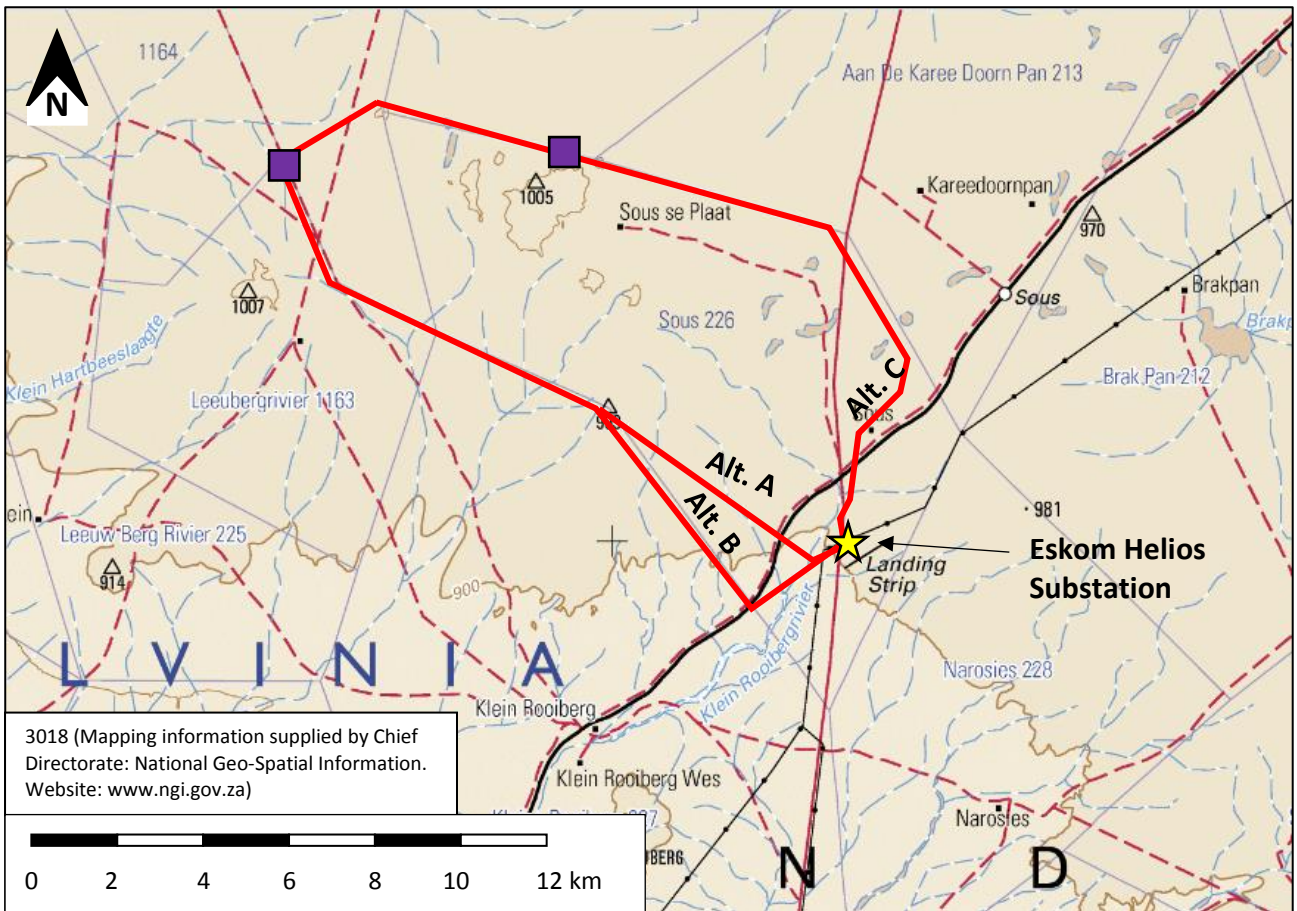 1164
Aan De Karee Doorn Pan 213
N
Kareedoornpan
1005
Sous se Plaat
970
1007
Sous
Brakpan
Sous 226
Klein Hartbeeslaagte
Brak Pan 212
Alt. C
Leeubergrivier 1163
Sous
Alt. A
Alt. B
981
Leeuw Berg Rivier 225
Eskom Helios
Substation
Landing
Strip
914
900
Klein Rooibergrivier
L V I N I A
Narosies 228
Klein Rooiberg
3018 (Mapping information supplied by Chief
Directorate: National Geo-Spatial Information.
Website: www.ngi.gov.za)
Klein Rooiberg Wes
Narosies
N D
0 2 4 6 8 10 12 km